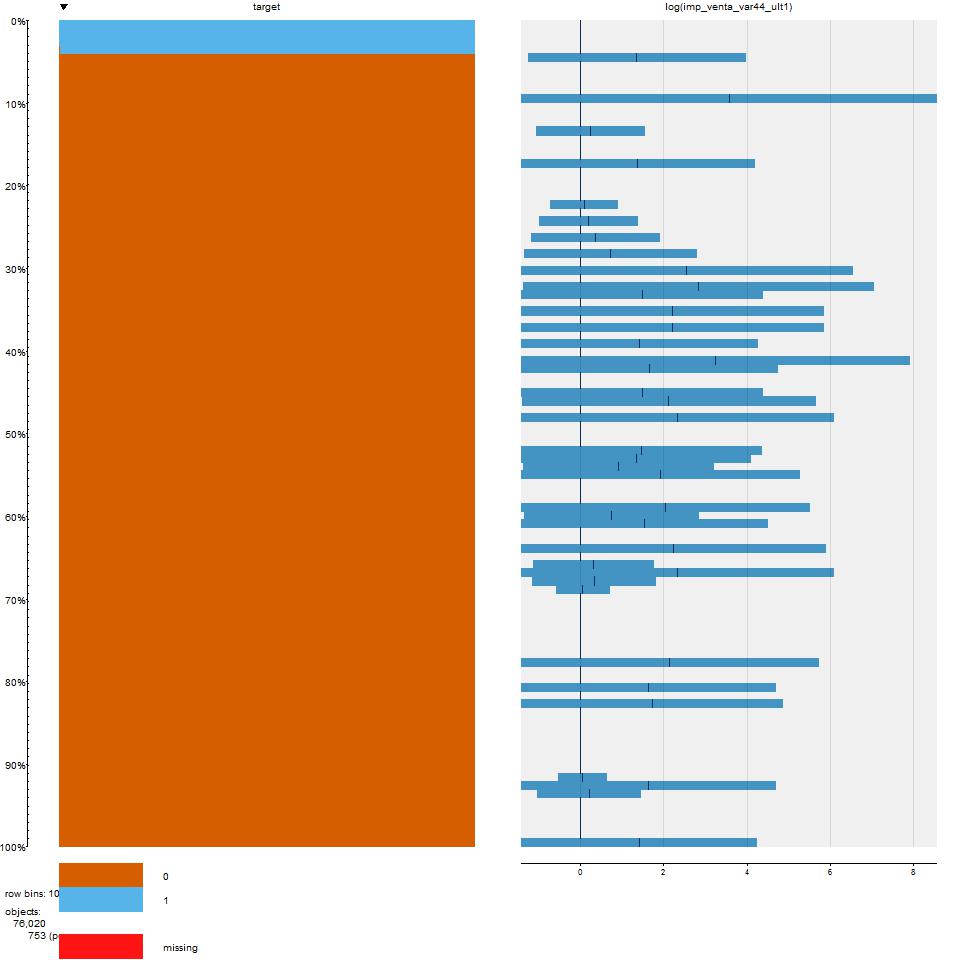 target
log(imp_venta_var44_ult1)
0%
10%
20%
30%
40%
50%
60%
70%
80%
90%
100%
0 2 4 6 8
0
row bins: 10
1
objects:
76,020
753 (p
missing